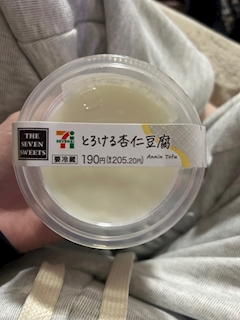 THE
SEVEN
SWEETS
7
ELEVEN
とろける杏仁豆腐
要冷蔵
190円(税込205.20円)
Annin Tofu